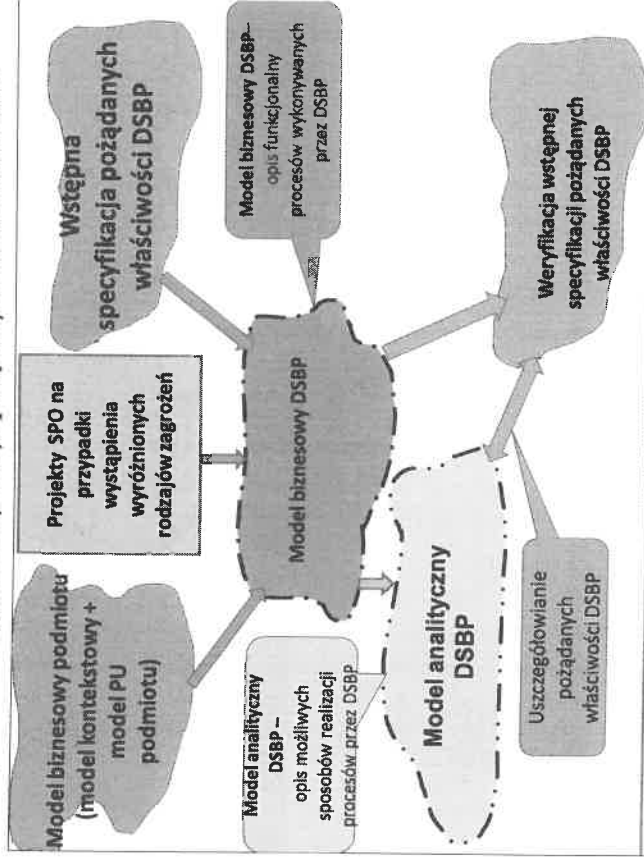 Model biznesowy podmiotu
(model kontekstowy +
model PU
podmiotu)
Projekty SPO na
przypadki
wystąpienia
wyróżnionych
rodzajów zagrożeń
Wstępna
specyfikacja pożądanych
właściwości DSBP
Model biznesowy DSBP–
opis funkcjonalny
procesów wykonywanych
przez DSBP
Model biznesowy DSBP
Model analityczny
DSBP –
opis możliwych
sposobów realizacji
procesów przez DSBP
Model analityczny
DSBP
Uszczegóławianie
pożądanych
właściwości DSBP
Weryfikacja wstępnej
specyfikacji pożądanych
właściwości DSBP